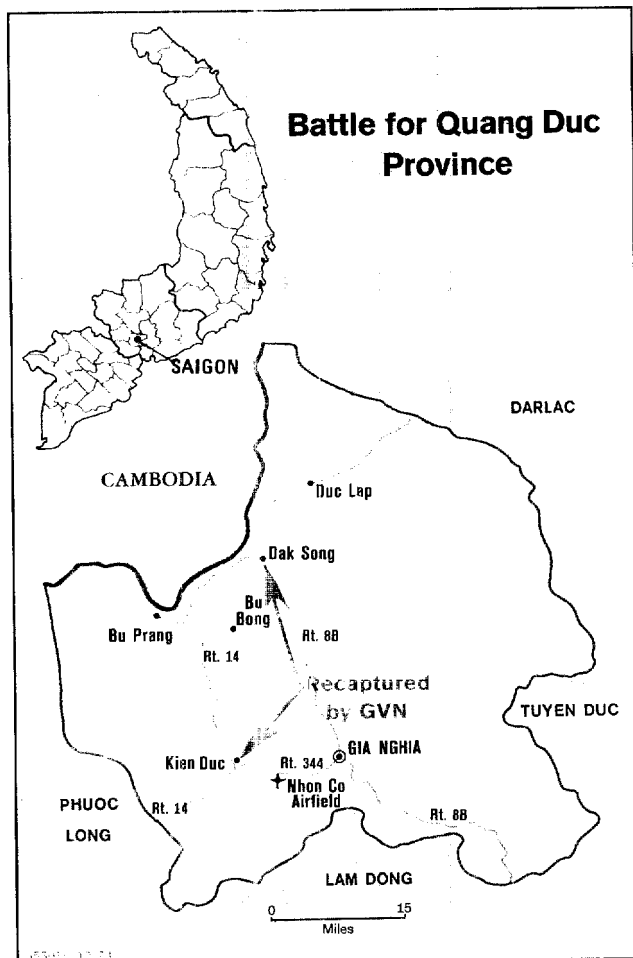 Battle for Quang Duc
Province
SAIGON
DARLAC
CAMBODIA
Duc Lap
Dak Song
Bu
Bong
Bu Prang
Rt. 8B
Rt. 14
Recaptured
by GVN
TUYEN DUC
GIA NGHIA
Kien Duc
Rt. 344
Nhon Co
Airfield
PHUOC
LONG
Rt. 14
Rt. 8B
LAM DONG
0 15
Miles